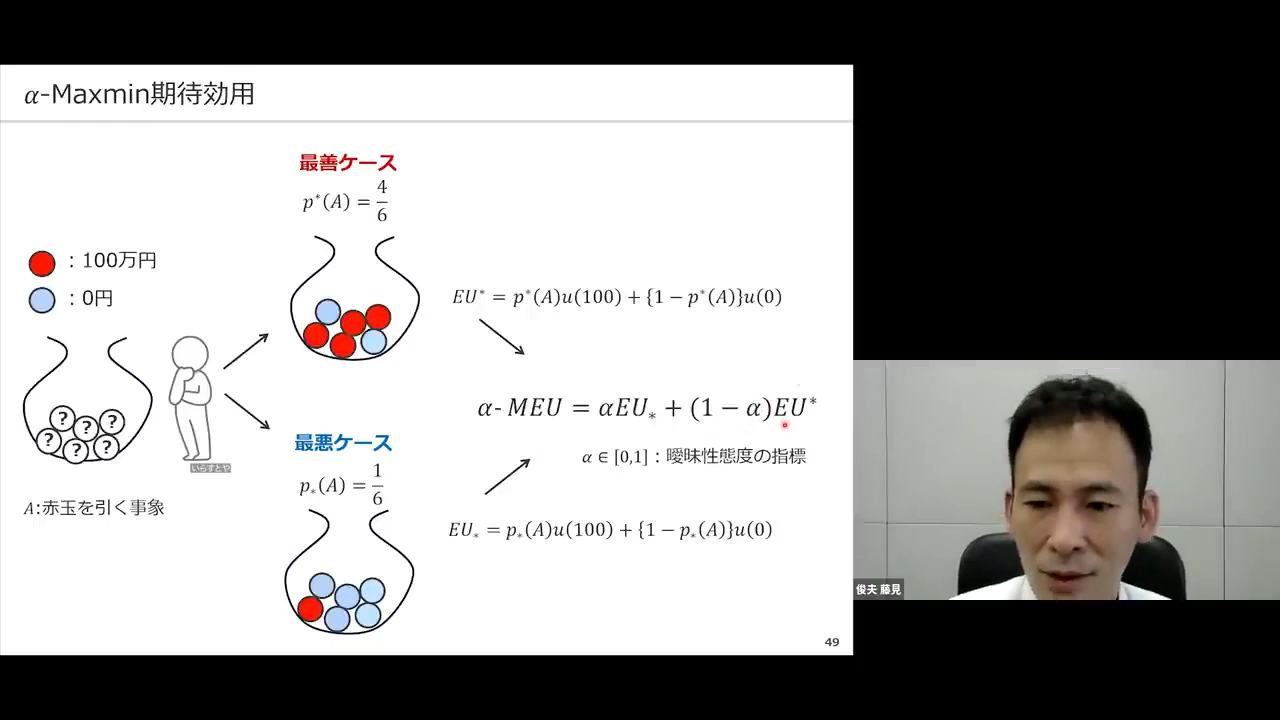 α-Maxmin期待効用
最善ケース
p*(A) = 4/6
：100万円
：0円
EU* = p*(A)u(100) + {1 − p*(A)}u(0)
? ? ? ? ? ?
いらすとや
α- MEU = αEU∗ + (1 − α)EU*
α ∈ [0,1]：曖昧性態度の指標
最悪ケース
p∗(A) = 1/6
A:赤玉を引く事象
EU∗ = p∗(A)u(100) + {1 − p∗(A)}u(0)
49
俊夫 藤見